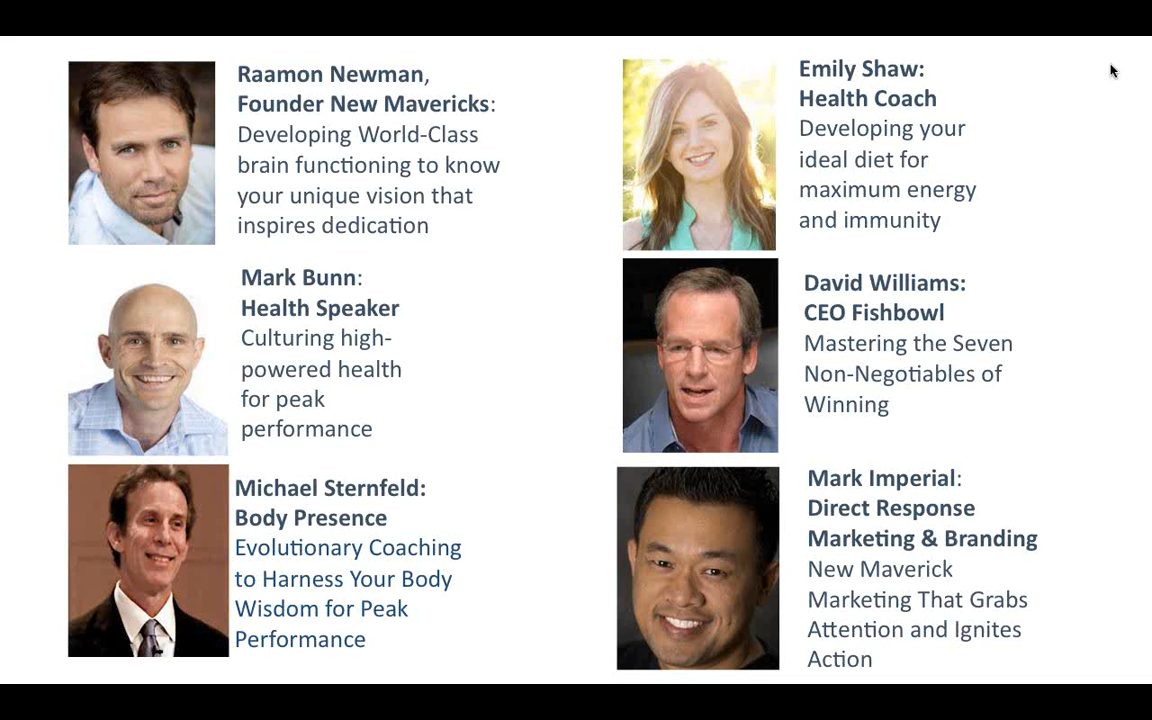 Raamon Newman,
Founder New Mavericks:
Developing World-Class
brain functioning to know
your unique vision that
inspires dedication
Mark Bunn:
Health Speaker
Culturing high-
powered health
for peak
performance
Michael Sternfeld:
Body Presence
Evolutionary Coaching
to Harness Your Body
Wisdom for Peak
Performance
Emily Shaw:
Health Coach
Developing your
ideal diet for
maximum energy
and immunity
David Williams:
CEO Fishbowl
Mastering the Seven
Non-Negotiables of
Winning
Mark Imperial:
Direct Response
Marketing & Branding
New Maverick
Marketing That Grabs
Attention and Ignites
Action